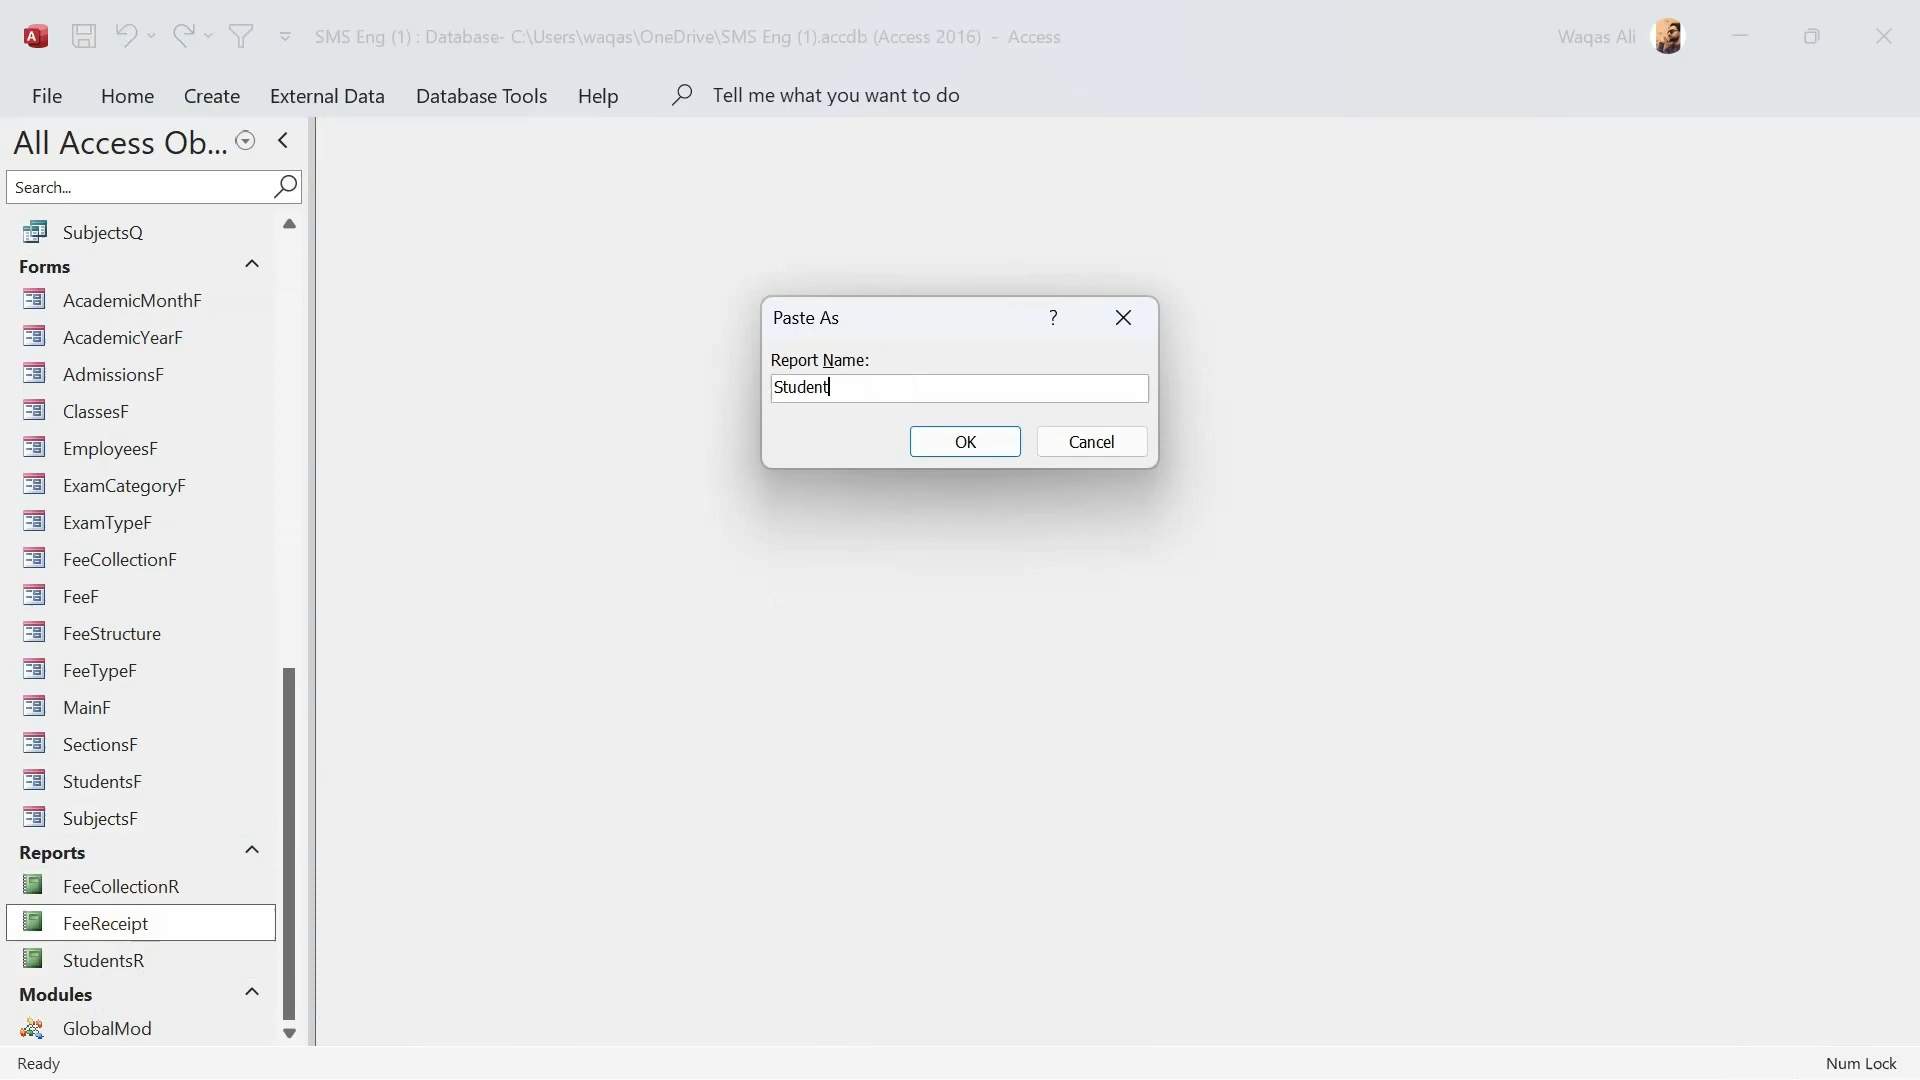 SMS Eng (1) : Database- C:\Users\waqas\OneDrive\SMS Eng (1).accdb (Access 2016) - Access
Waqas Ali
File Home Create External Data Database Tools Help Tell me what you want to do
All Access Ob...
Search...
SubjectsQ
Forms
AcademicMonthF
AcademicYearF
AdmissionsF
ClassesF
EmployeesF
ExamCategoryF
ExamTypeF
FeeCollectionF
FeeF
FeeStructure
FeeTypeF
MainF
SectionsF
StudentsF
SubjectsF
Reports
FeeCollectionR
FeeReceipt
StudentsR
Modules
GlobalMod
Paste As ?
Report Name:
Student
OK Cancel
Ready Num Lock